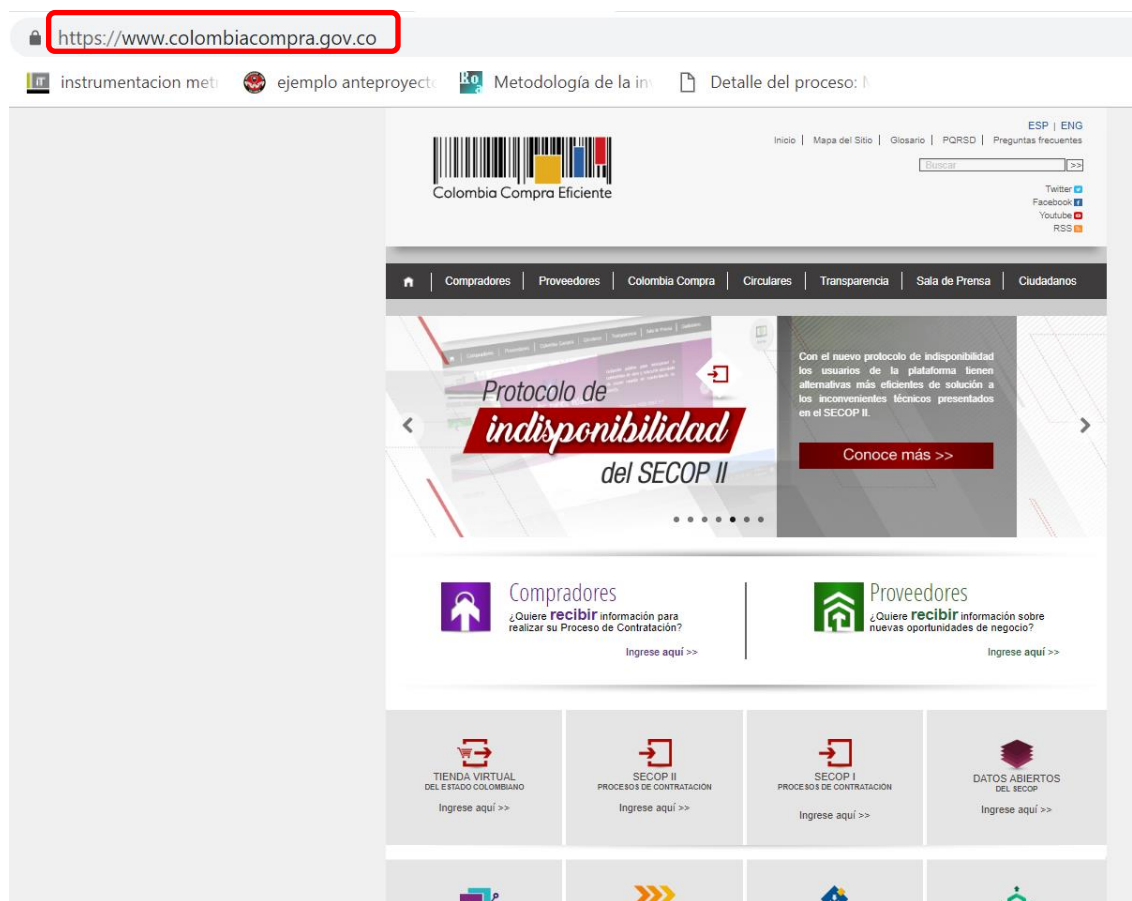 https://www.colombiacompra.gov.co
instrumentacion met
ejemplo anteproyect
Metodología de la in
Detalle del proceso:
ESP | ENG
Inicio | Mapa del Sitio | Glosario | PQRSD | Preguntas frecuentes
Buscar >>
Colombia Compra Eficiente
Twitter
Facebook
Youtube
RSS
Compradores | Proveedores | Colombia Compra | Circulares | Transparencia | Sala de Prensa | Ciudadanos
Protocolo de
indisponibilidad
del SECOP II
Con el nuevo protocolo de indisponibilidad
los usuarios de la plataforma tienen
alternativas más eficientes de solución a
los inconvenientes técnicos presentados
en el SECOP II.
Conoce más >>
Compradores
¿Quiere recibir información para
realizar su Proceso de Contratación?
Ingrese aquí >>
Proveedores
¿Quiere recibir información sobre
nuevas oportunidades de negocio?
Ingrese aquí >>
TIENDA VIRTUAL
DEL ESTADO COLOMBIANO
Ingrese aquí >>
SECOP II
PROCESOS DE CONTRATACIÓN
Ingrese aquí >>
SECOP I
PROCESOS DE CONTRATACIÓN
Ingrese aquí >>
DATOS ABIERTOS
DEL SECOP
Ingrese aquí >>